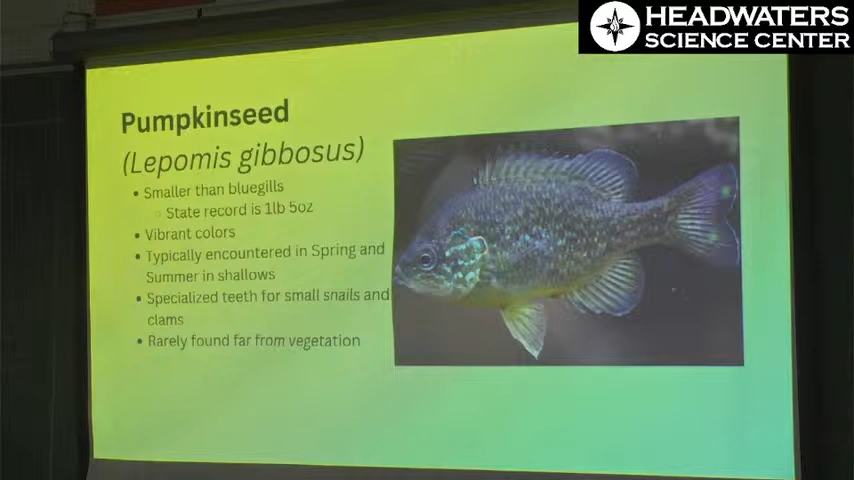 HEADWATERS
SCIENCE CENTER
Pumpkinseed
(Lepomis gibbosus)
• Smaller than bluegills
○ State record is 1lb 5oz
• Vibrant colors
• Typically encountered in Spring and
Summer in shallows
• Specialized teeth for small snails and
clams
• Rarely found far from vegetation